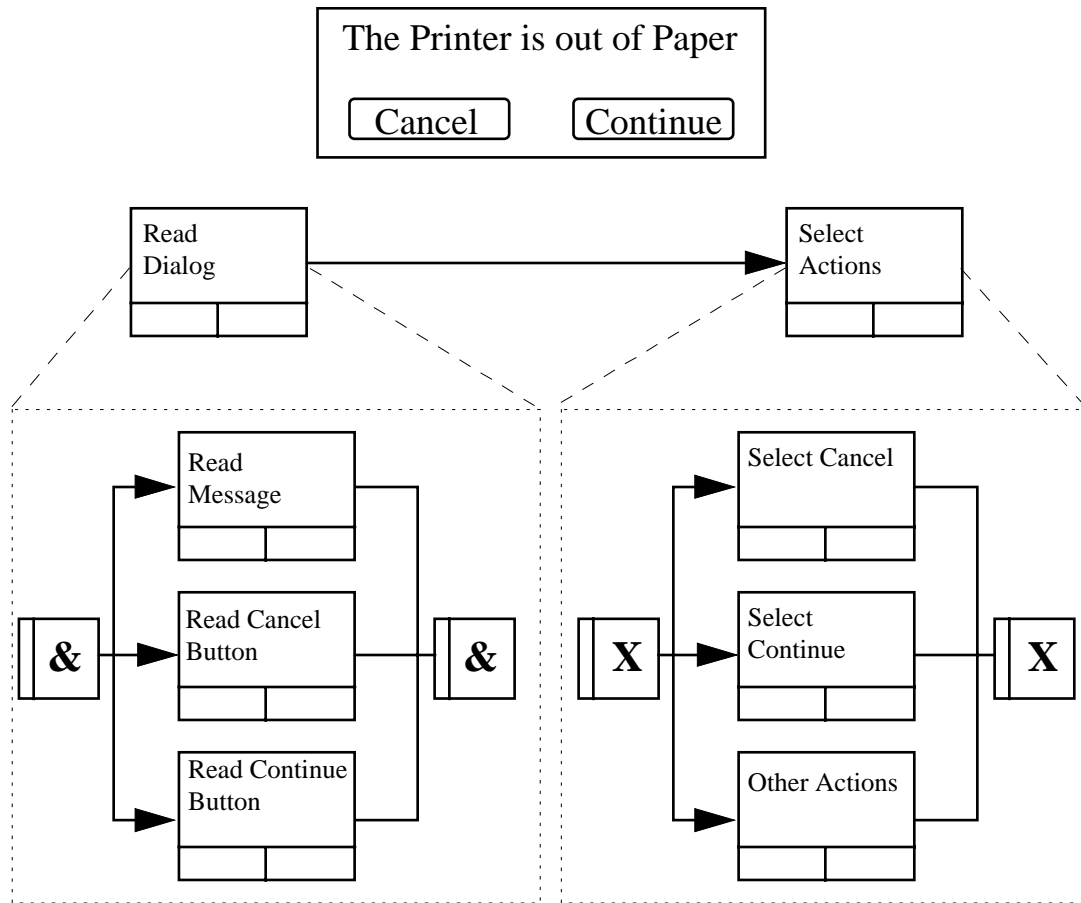 The Printer is out of Paper
Cancel
Continue
Read
Dialog
Select
Actions
Read
Message
Read Cancel
Button
Read Continue
Button
&
&
Select Cancel
Select
Continue
Other Actions
X
X